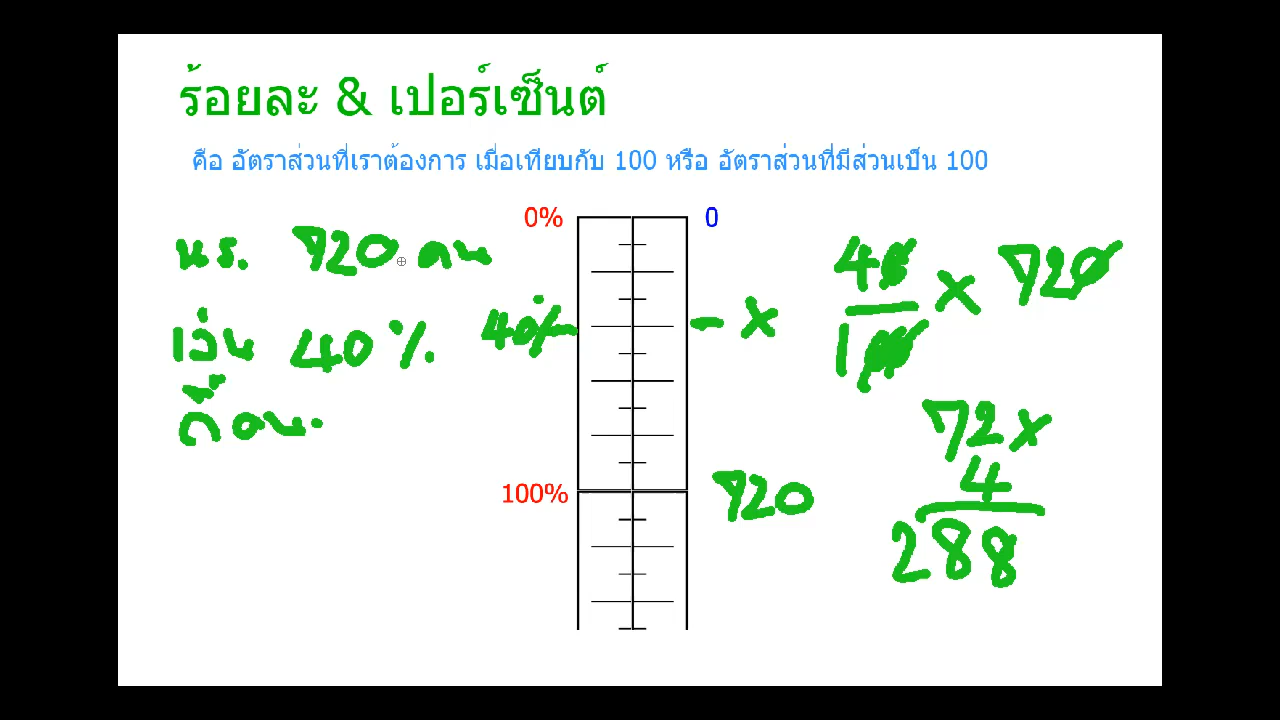 ร้อยละ & เปอร์เซ็นต์
คือ อัตราส่วนที่เราต้องการ เมื่อเทียบกับ 100 หรือ อัตราส่วนที่มีส่วนเป็น 100
0% 0
นร. 720 คน
40/100 x 720
40% - x
เว่น 40%
กี่คน
72 x
4
288
100% 720